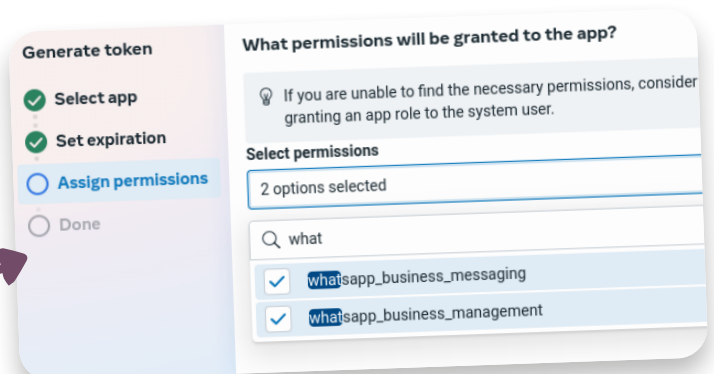 Generate token
Select app
Set expiration
Assign permissions
Done
What permissions will be granted to the app?
If you are unable to find the necessary permissions, consider
granting an app role to the system user.
Select permissions
2 options selected
what
whatsapp_business_messaging
whatsapp_business_management